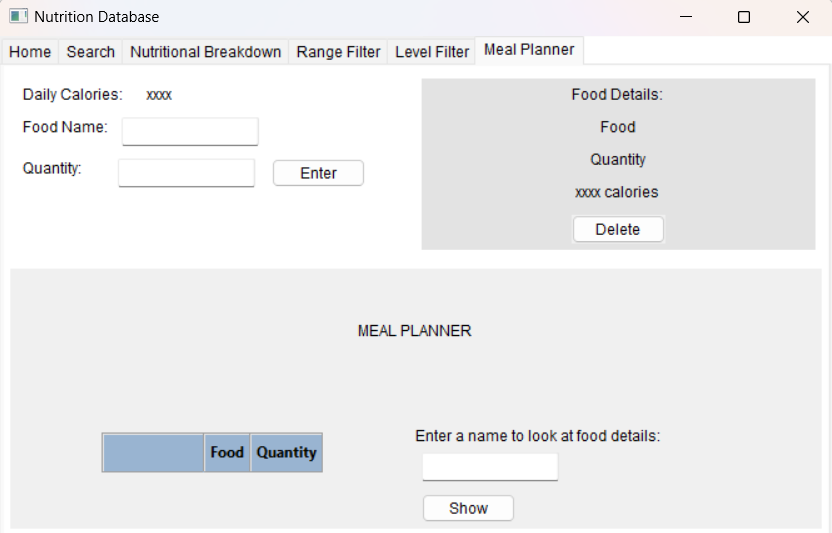 Nutrition Database
Home Search Nutritional Breakdown Range Filter Level Filter Meal Planner
Daily Calories: xxxx
Food Name:
Quantity:
Enter
Food Details:
Food
Quantity
xxxx calories
Delete
MEAL PLANNER
Food Quantity
Enter a name to look at food details:
Show